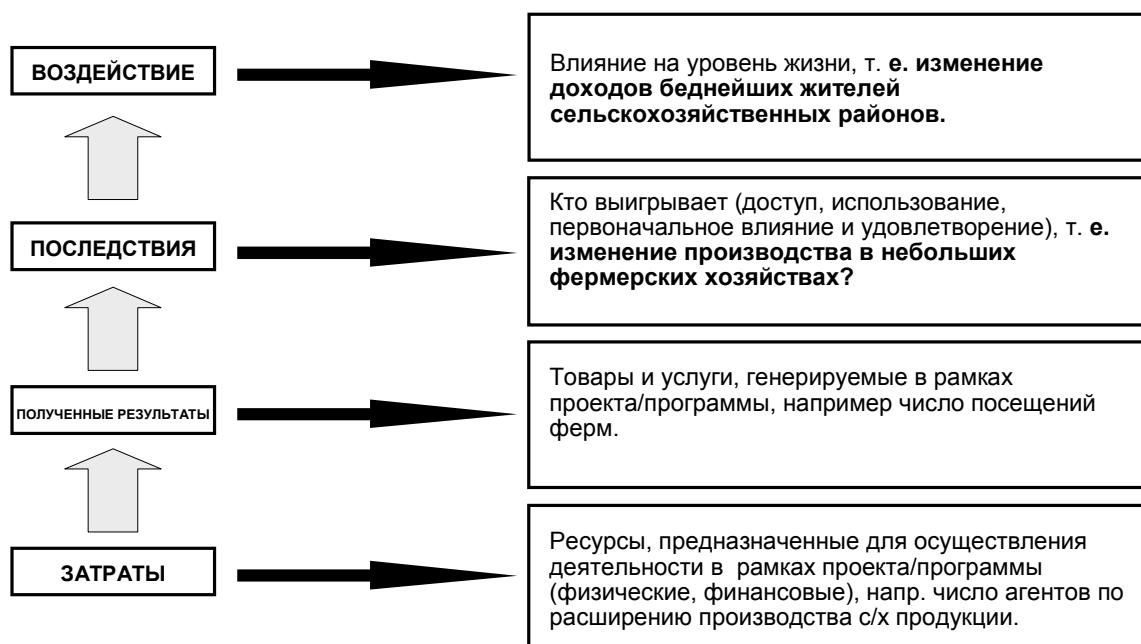 ВОЗДЕЙСТВИЕ
Влияние на уровень жизни, т. е. изменение
доходов беднейших жителей
сельскохозяйственных районов.
ПОСЛЕДСТВИЯ
Кто выигрывает (доступ, использование,
первоначальное влияние и удовлетворение), т. е.
изменение производства в небольших
фермерских хозяйствах?
ПОЛУЧЕННЫЕ РЕЗУЛЬТАТЫ
Товары и услуги, генерируемые в рамках
проекта/программы, например число посещений
ферм.
ЗАТРАТЫ
Ресурсы, предназначенные для осуществления
деятельности в рамках проекта/программы
(физические, финансовые), напр. число агентов по
расширению производства с/х продукции.